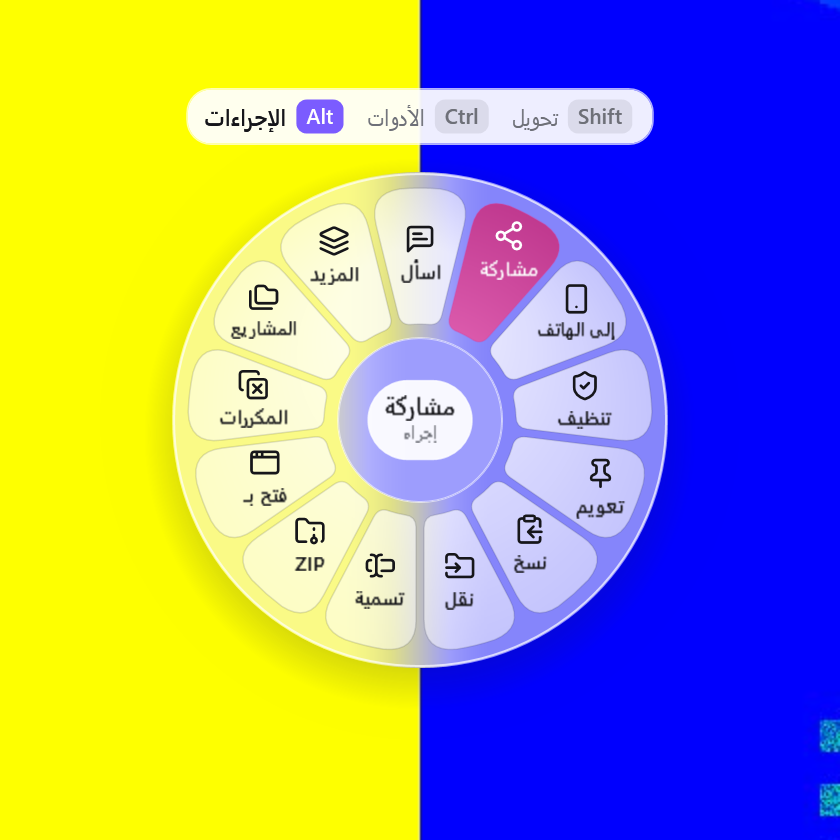 Shift تحويل Ctrl الأدوات Alt الإجراءات
اسأل
مشاركة
إلى الهاتف
تنظيف
تعويم
نسخ
نقل
تسمية
ZIP
فتح بـ
المكررات
المشاريع
المزيد
مشاركة
إجراء